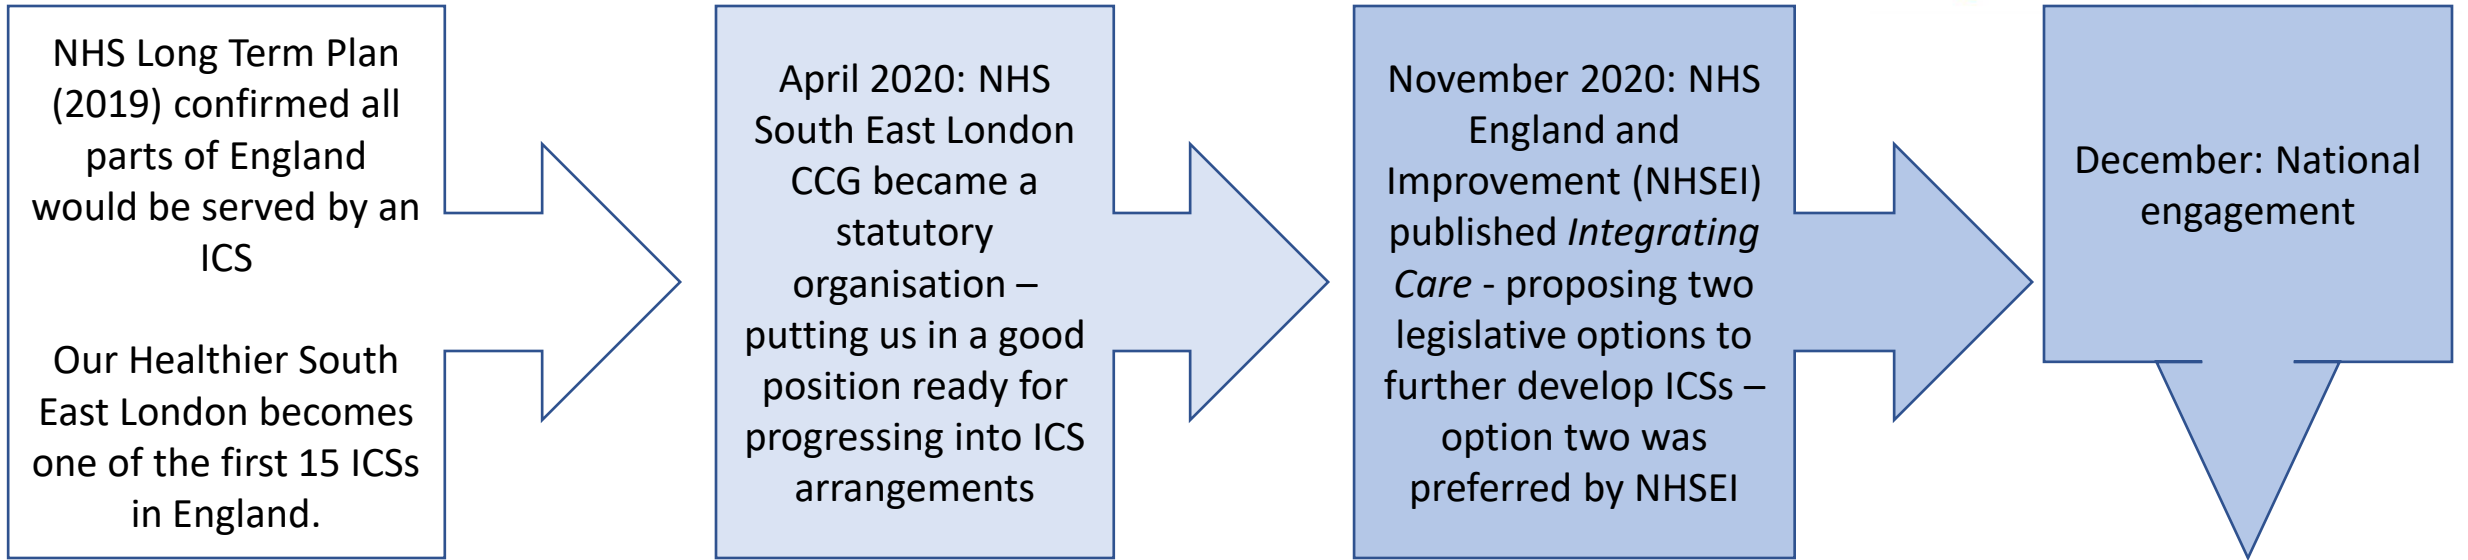 NHS Long Term Plan
(2019) confirmed all
parts of England
would be served by an
ICS
Our Healthier South
East London becomes
one of the first 15 ICSs
in England.
April 2020: NHS
South East London
CCG became a
statutory
organisation –
putting us in a good
position ready for
progressing into ICS
arrangements
November 2020: NHS
England and
Improvement (NHSEI)
published Integrating
Care - proposing two
legislative options to
further develop ICSs –
option two was
preferred by NHSEI
December: National
engagement